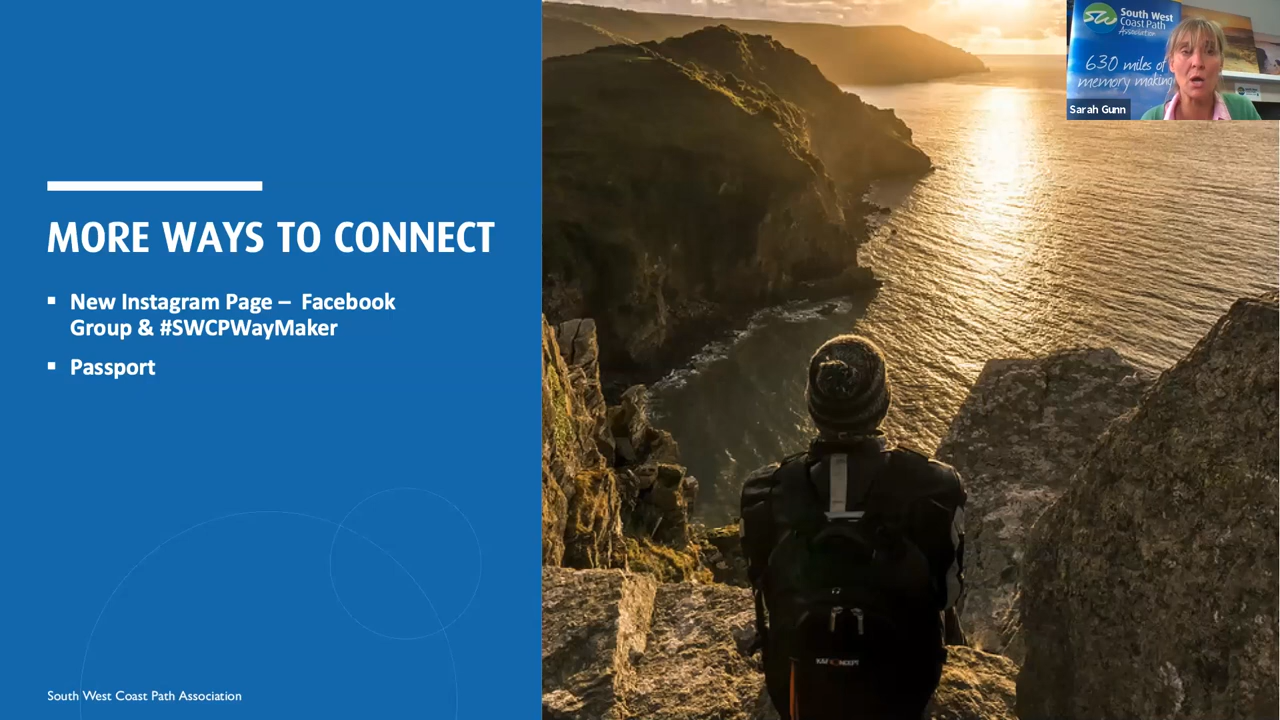 South West
Coast Path
Association
630 miles of
memory making
Sarah Gunn
MORE WAYS TO CONNECT
▪ New Instagram Page – Facebook
Group & #SWCPWayMaker
▪ Passport
South West Coast Path Association